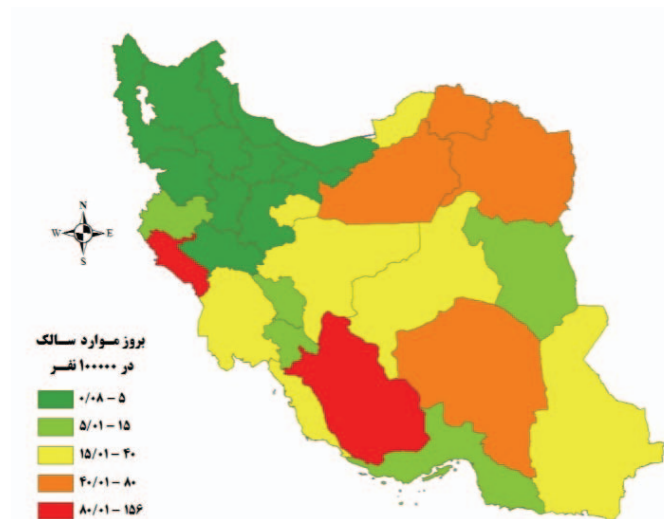 N
W E
S
بروز موارد سالک
در ۱۰۰۰۰۰ نفر
۰/۰۸ – ۵
۵/۰۱ – ۱۵
۱۵/۰۱ – ۴۰
۴۰/۰۱ – ۸۰
۸۰/۰۱ – ۱۵۶